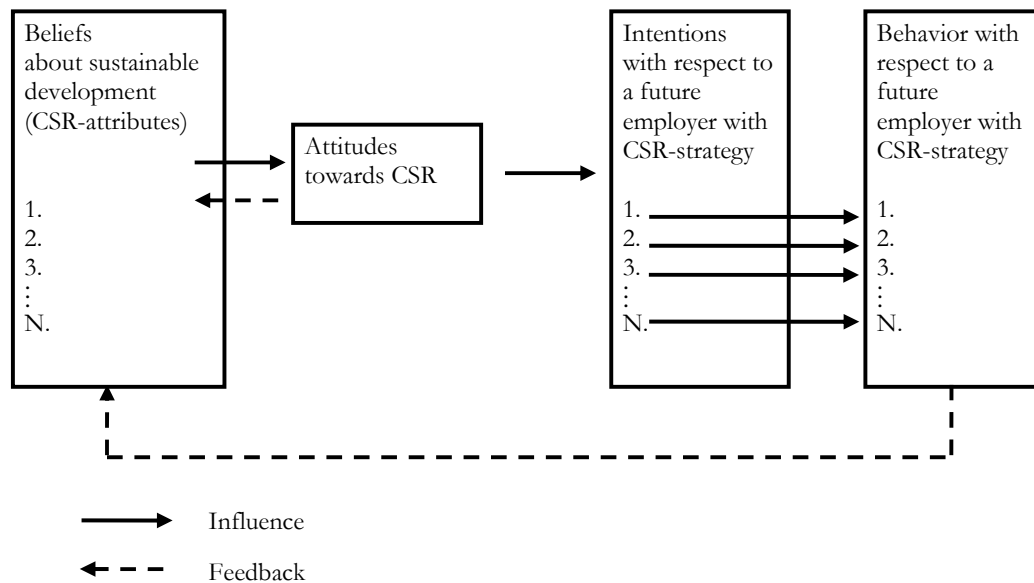 Beliefs
about sustainable
development
(CSR-attributes)
1.
2.
3.
⋮
N.
Attitudes
towards CSR
Intentions
with respect to
a future
employer with
CSR-strategy
1.
2.
3.
⋮
N.
Behavior with
respect to a
future
employer with
CSR-strategy
1.
2.
3.
⋮
N.
Influence
Feedback